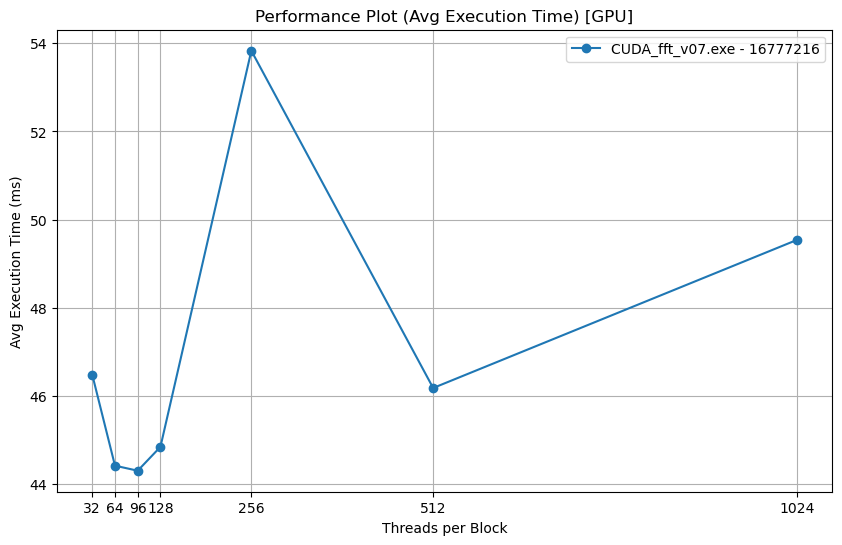 Performance Plot (Avg Execution Time) [GPU]
CUDA_fft_v07.exe - 16777216
54
52
50
48
46
44
Avg Execution Time (ms)
32 64 96 128 256 512 1024
Threads per Block